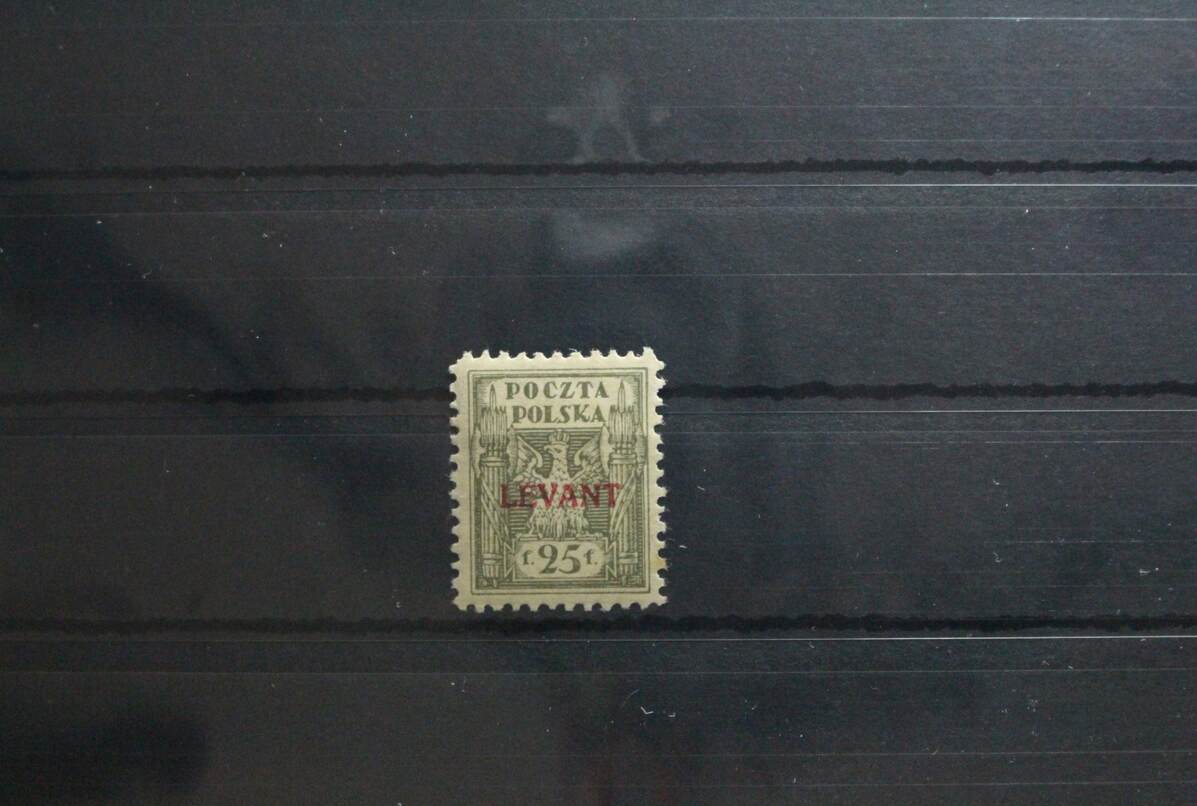 POCZTA
POLSKA
LEVANT
f. 25 f.